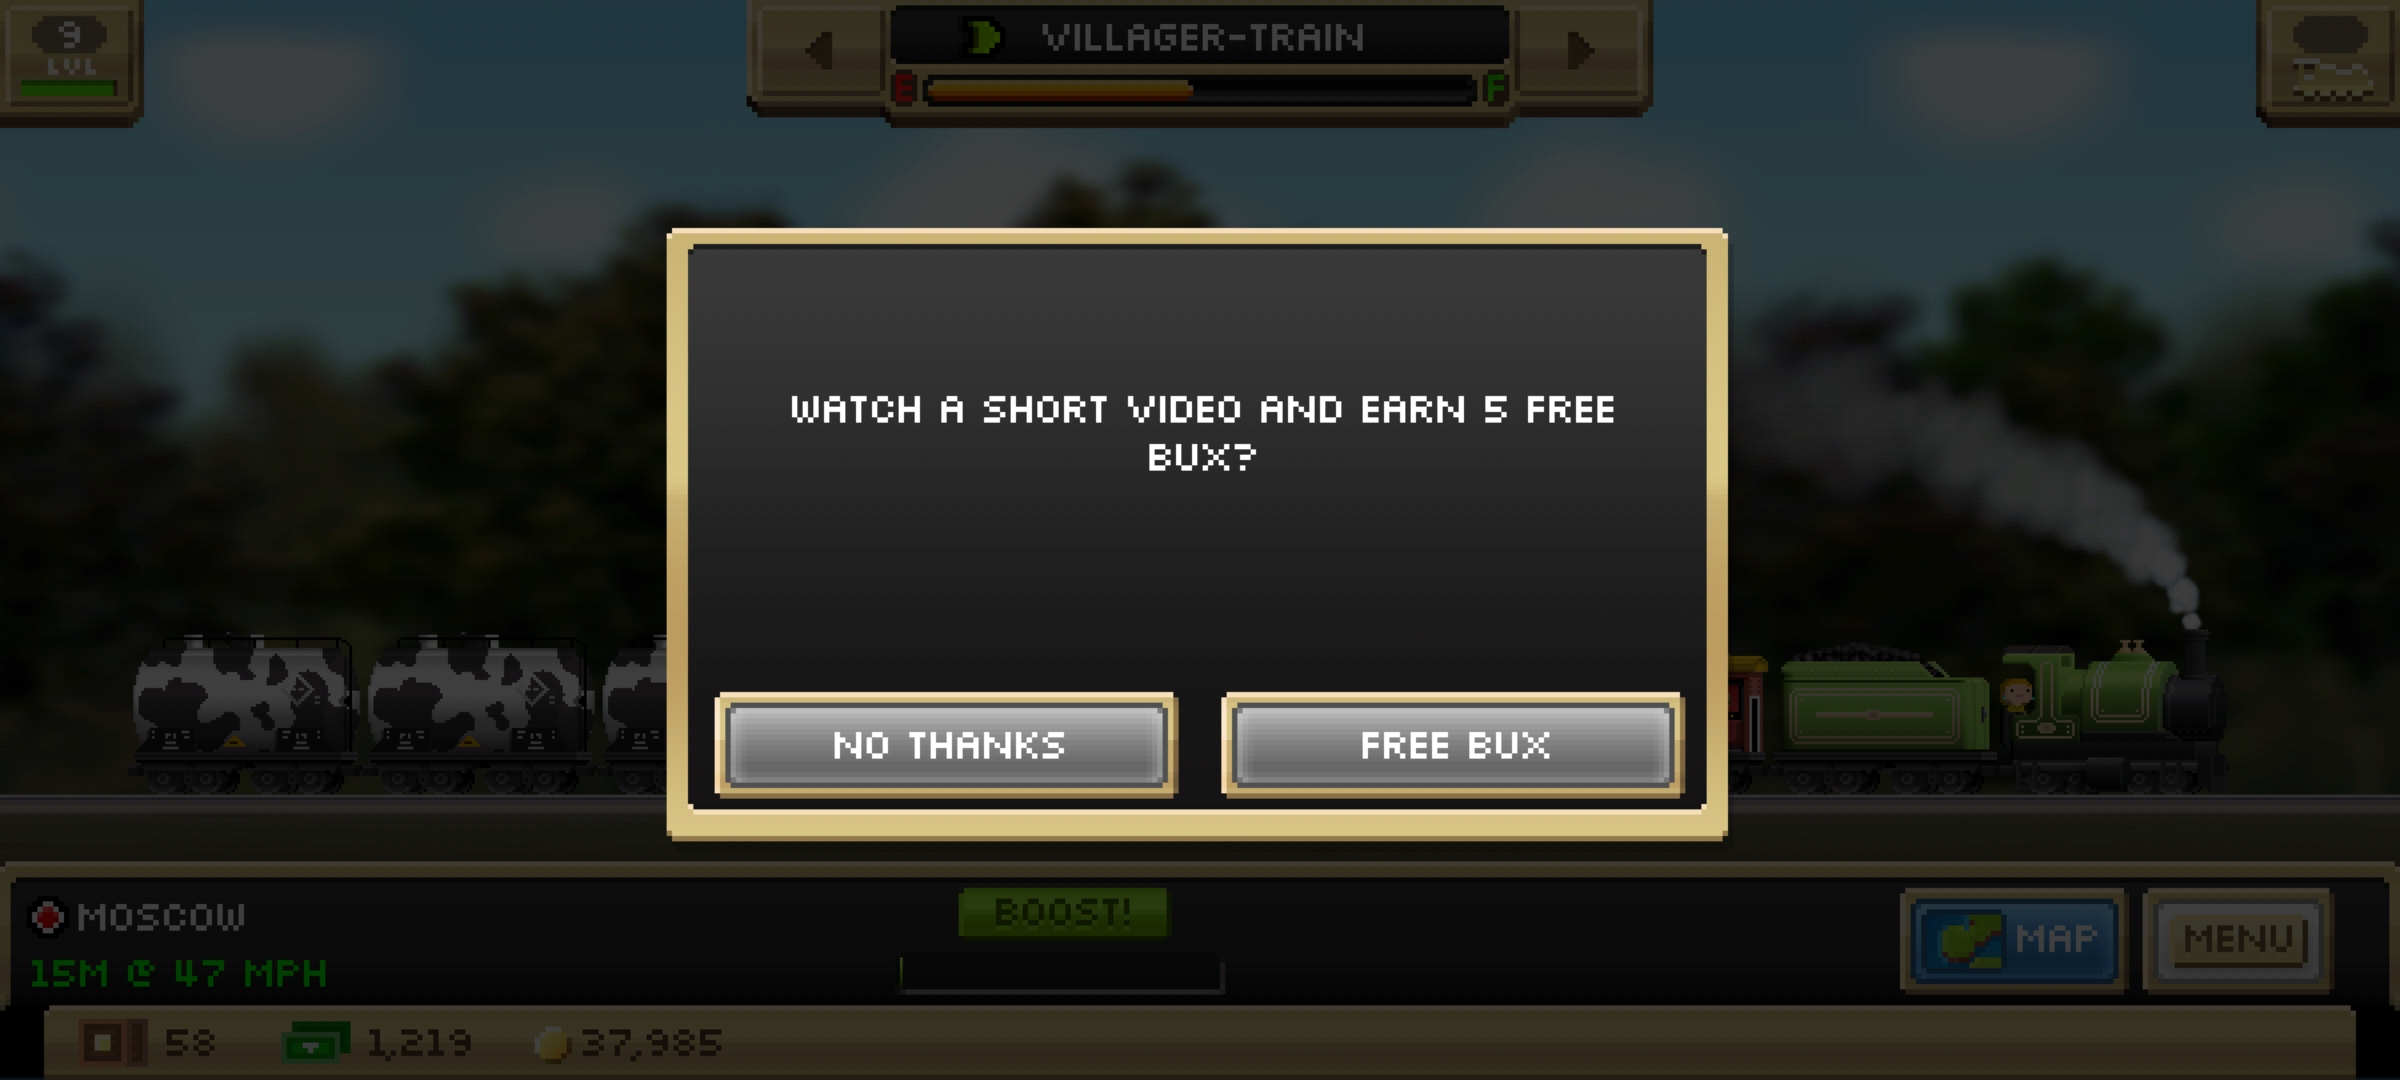 9
LVL
VILLAGER-TRAIN
E F
WATCH A SHORT VIDEO AND EARN 5 FREE
BUX?
NO THANKS
FREE BUX
MOSCOW
15M @ 47 MPH
BOOST!
MAP
MENU
58
1,219
37,985